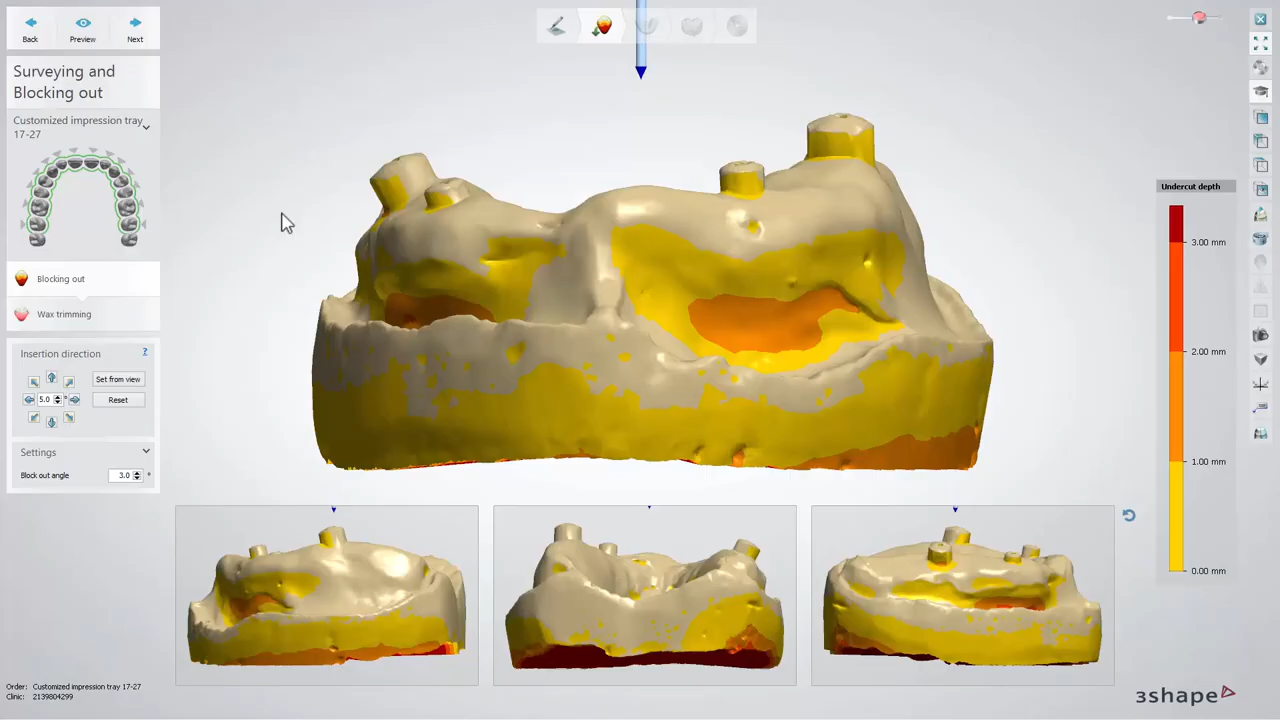 Back
Preview
Next
Surveying and
Blocking out
Customized impression tray
17-27
Blocking out
Wax trimming
Insertion direction
?
Set from view
5.0 °
Reset
Settings
Block out angle
3.0 °
Undercut depth
3.00 mm
2.00 mm
1.00 mm
0.00 mm
Order: Customized impression tray 17-27
Clinic: 2139804299
3shape